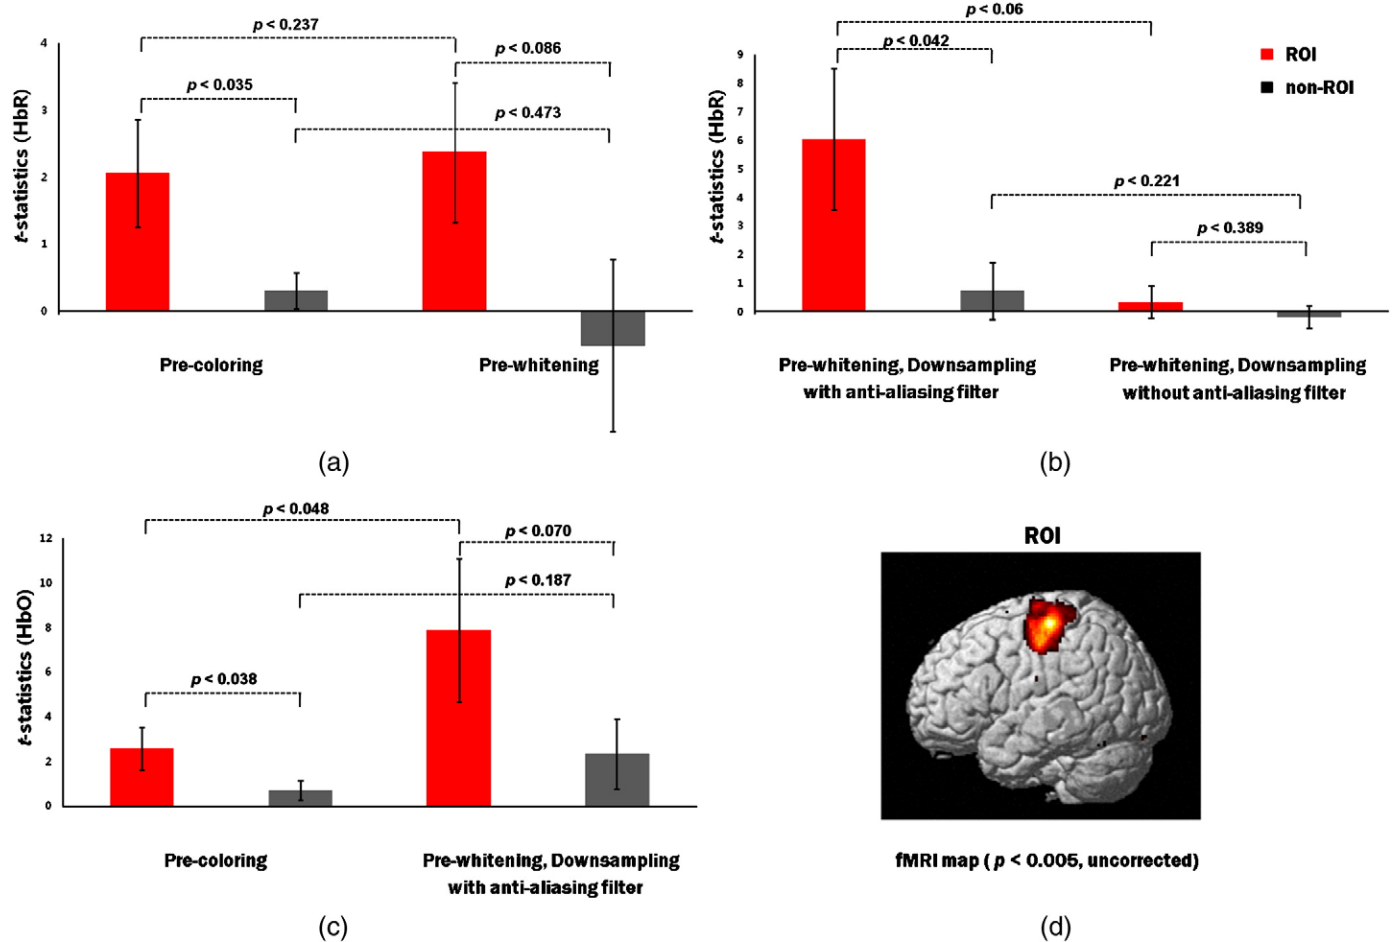 p < 0.237
p < 0.086
p < 0.035
p < 0.473
t-statistics (HbR)
4
3
2
1
0
Pre-coloring
Pre-whitening
(a)
p < 0.06
p < 0.042
ROI
non-ROI
p < 0.221
p < 0.389
t-statistics (HbR)
9
8
7
6
5
4
3
2
1
0
Pre-whitening, Downsampling
with anti-aliasing filter
Pre-whitening, Downsampling
without anti-aliasing filter
(b)
p < 0.048
p < 0.070
p < 0.187
p < 0.038
t-statistics (HbO)
12
10
8
6
4
2
0
Pre-coloring
Pre-whitening, Downsampling
with anti-aliasing filter
(c)
ROI
fMRI map ( p < 0.005, uncorrected)
(d)